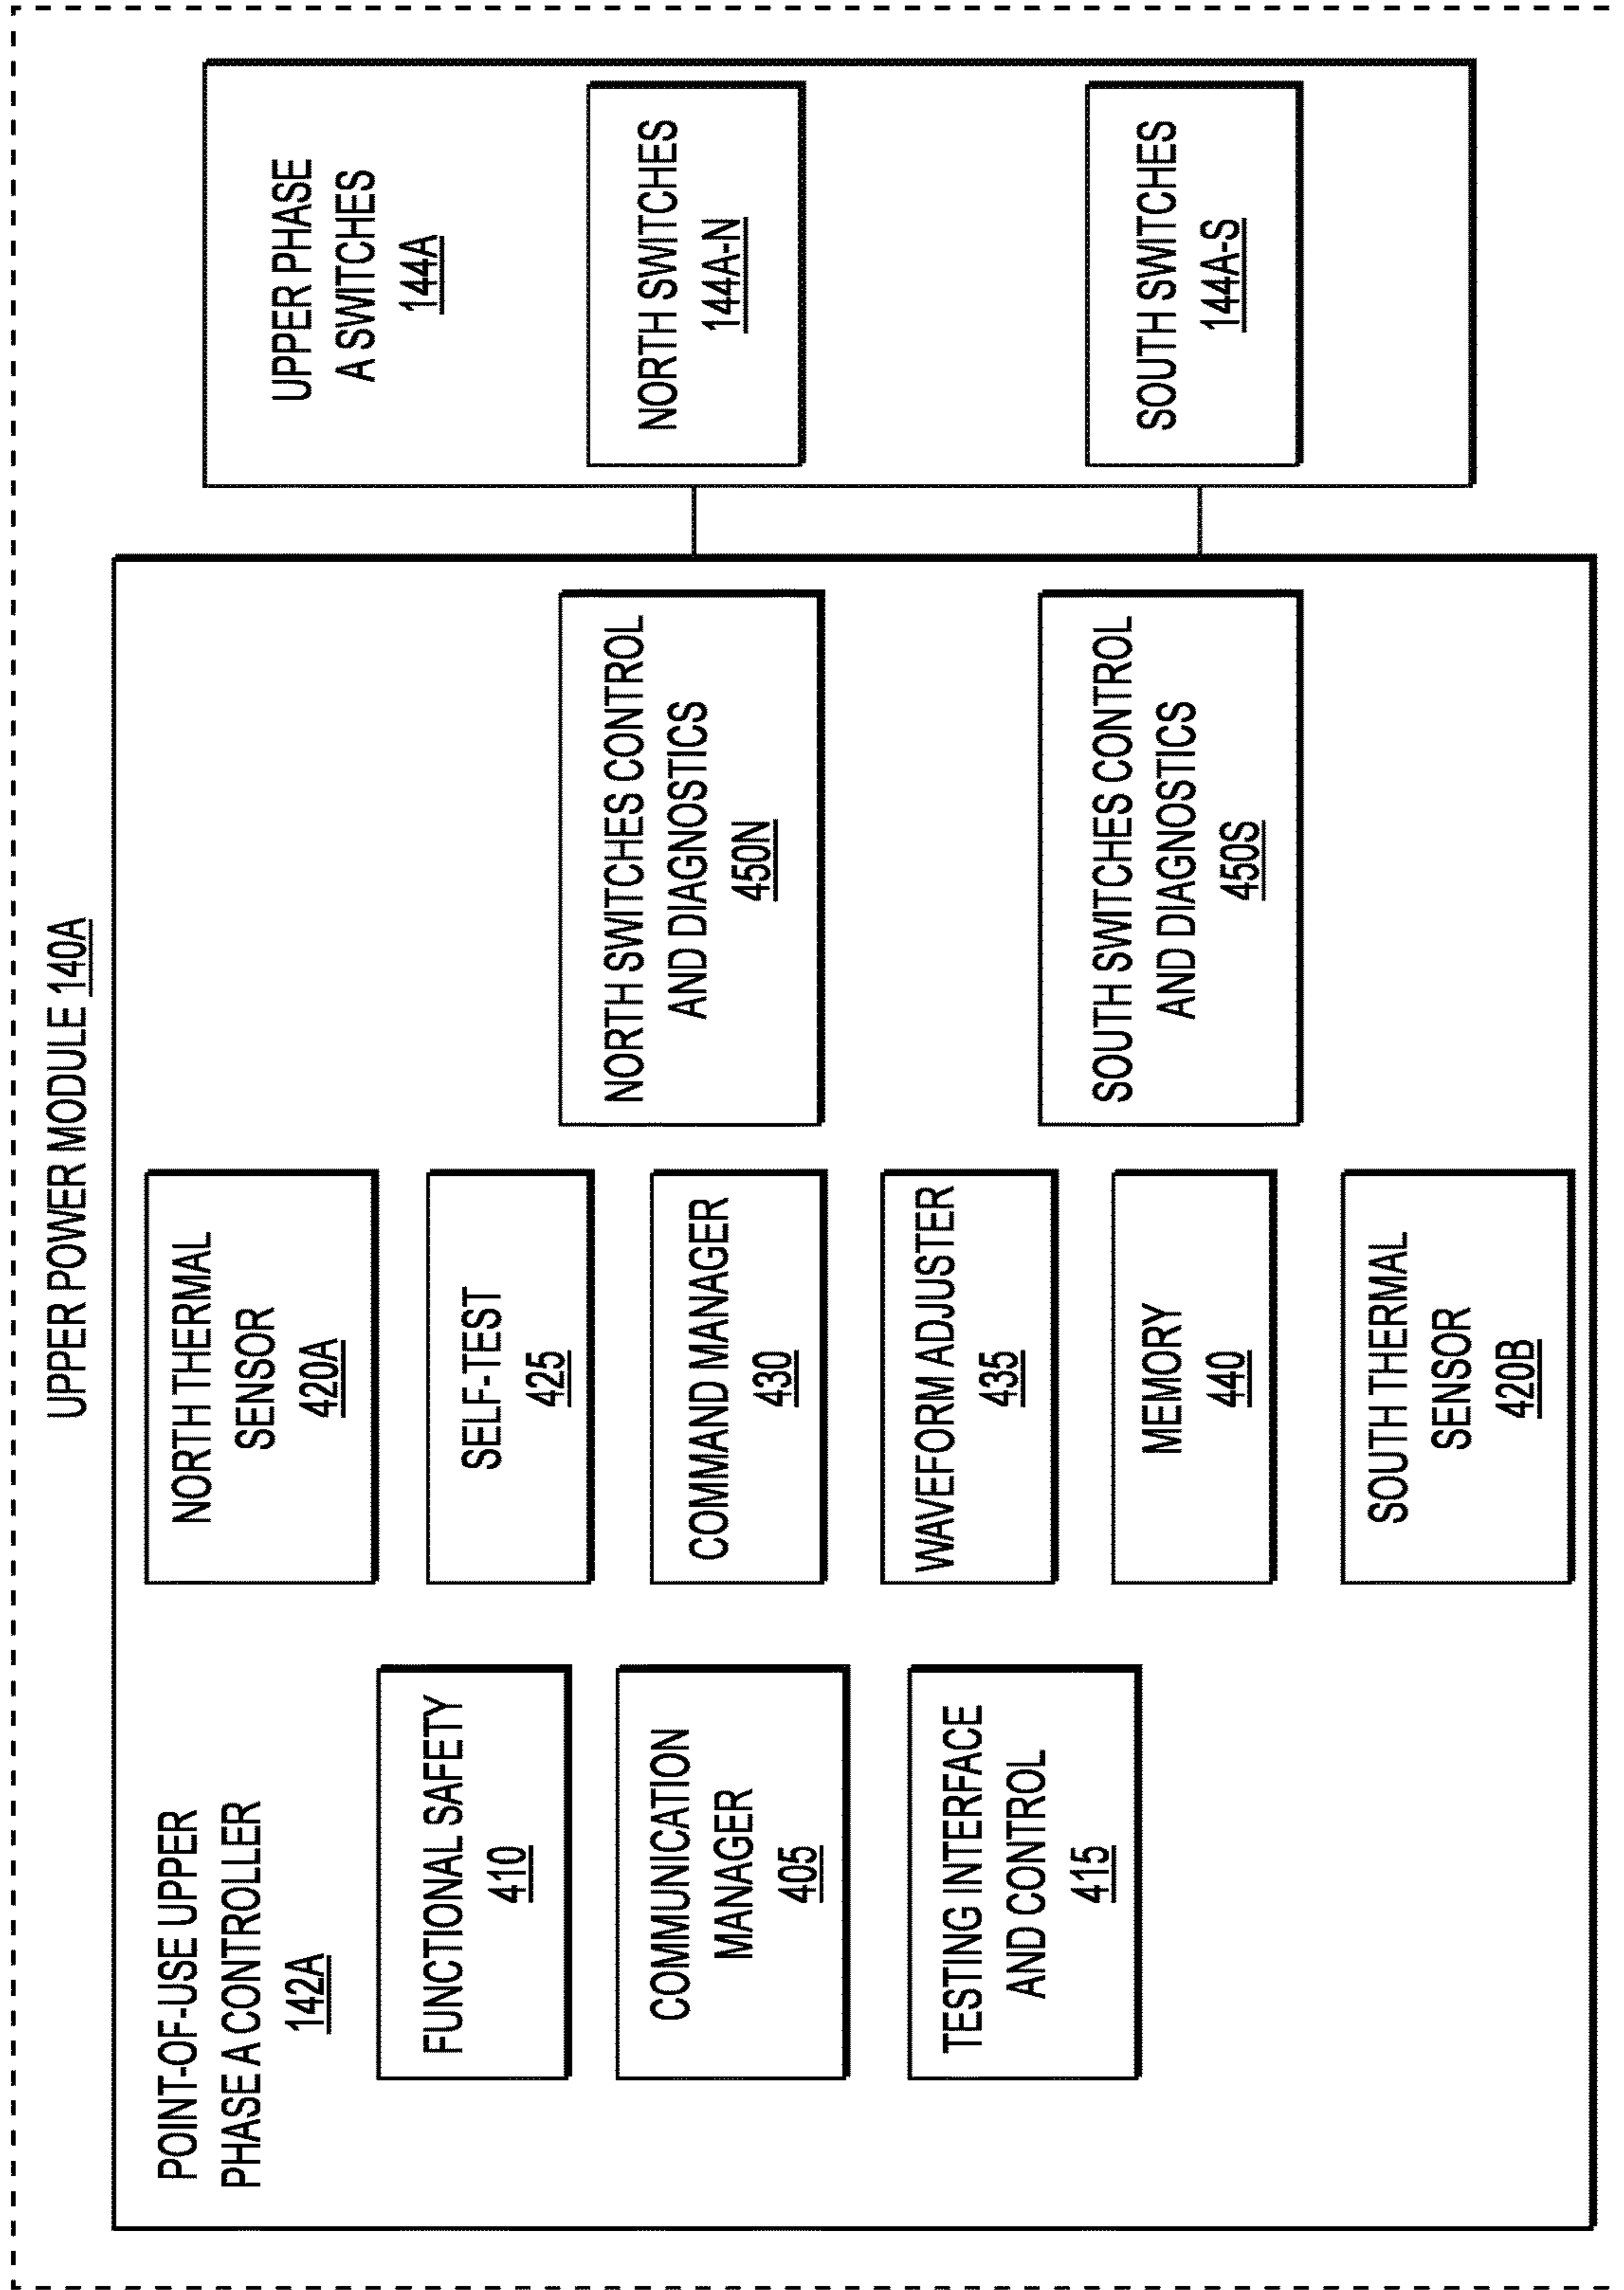 UPPER POWER MODULE 140A
POINT-OF-USE UPPER
PHASE A CONTROLLER
142A
FUNCTIONAL SAFETY
410
COMMUNICATION
MANAGER
405
TESTING INTERFACE
AND CONTROL
415
NORTH THERMAL
SENSOR
420A
SELF-TEST
425
COMMAND MANAGER
430
WAVEFORM ADJUSTER
435
MEMORY
440
SOUTH THERMAL
SENSOR
420B
NORTH SWITCHES CONTROL
AND DIAGNOSTICS
450N
SOUTH SWITCHES CONTROL
AND DIAGNOSTICS
450S
UPPER PHASE
A SWITCHES
144A
NORTH SWITCHES
144A-N
SOUTH SWITCHES
144A-S